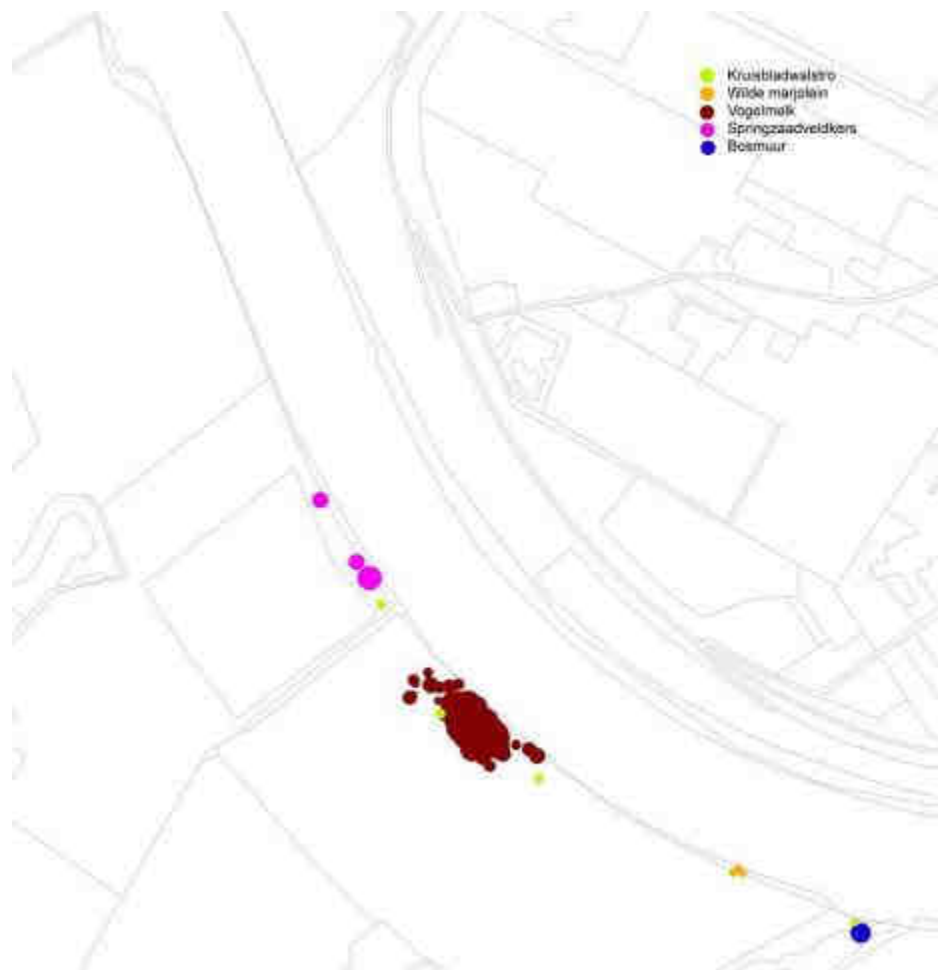 Kruisbladwalstro
Wilde marjolein
Vogelmelk
Springzaadveldkers
Bosmuur